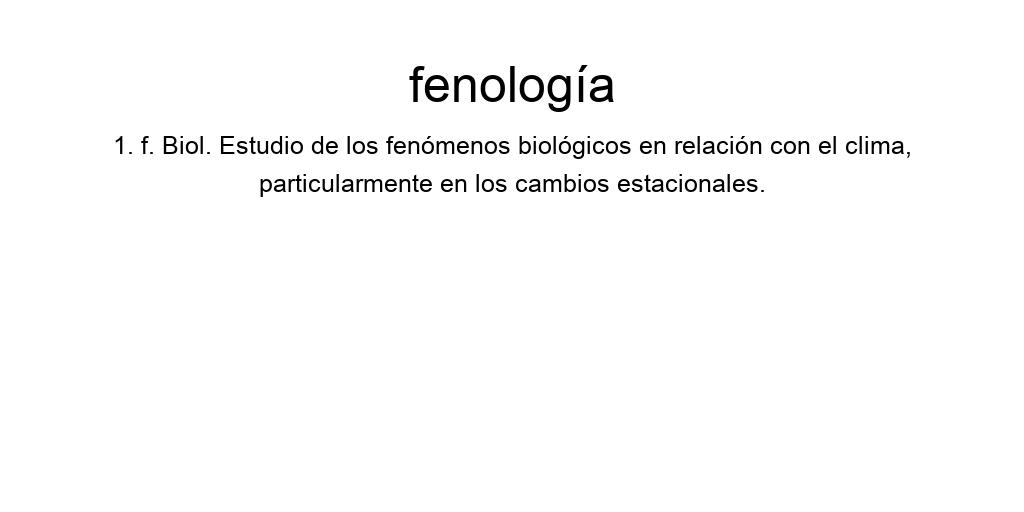 fenología
1. f. Biol. Estudio de los fenómenos biológicos en relación con el clima,
particularmente en los cambios estacionales.